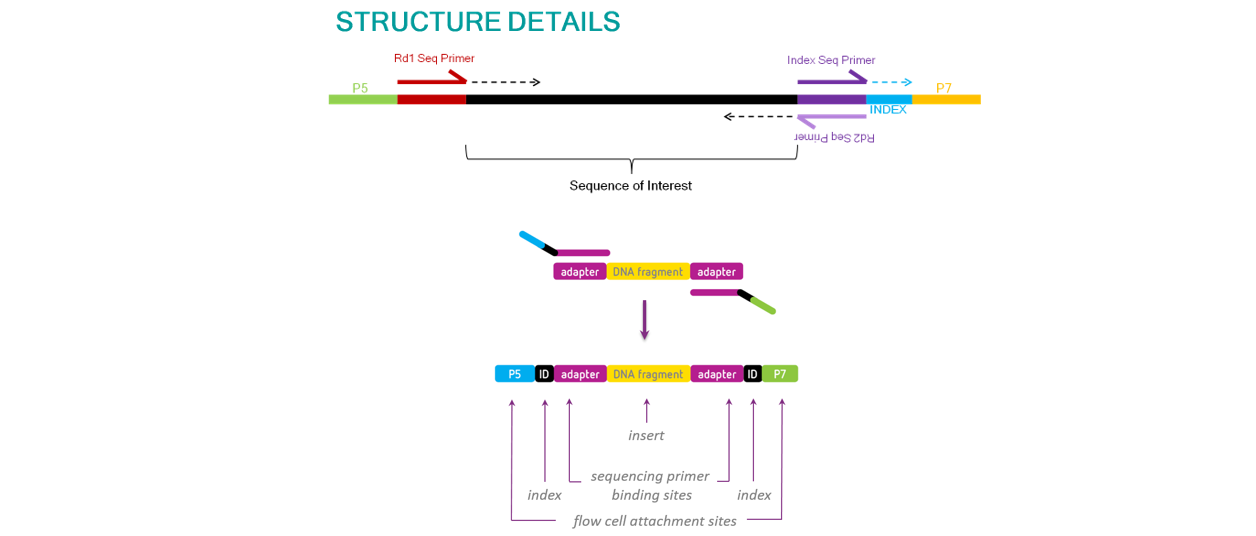 STRUCTURE DETAILS
Rd1 Seq Primer
Index Seq Primer
P5
P7
INDEX
Rd2 Seq Primer
Sequence of Interest
adapter DNA fragment adapter
P5 ID adapter DNA fragment adapter ID P7
insert
sequencing primer
index binding sites index
flow cell attachment sites